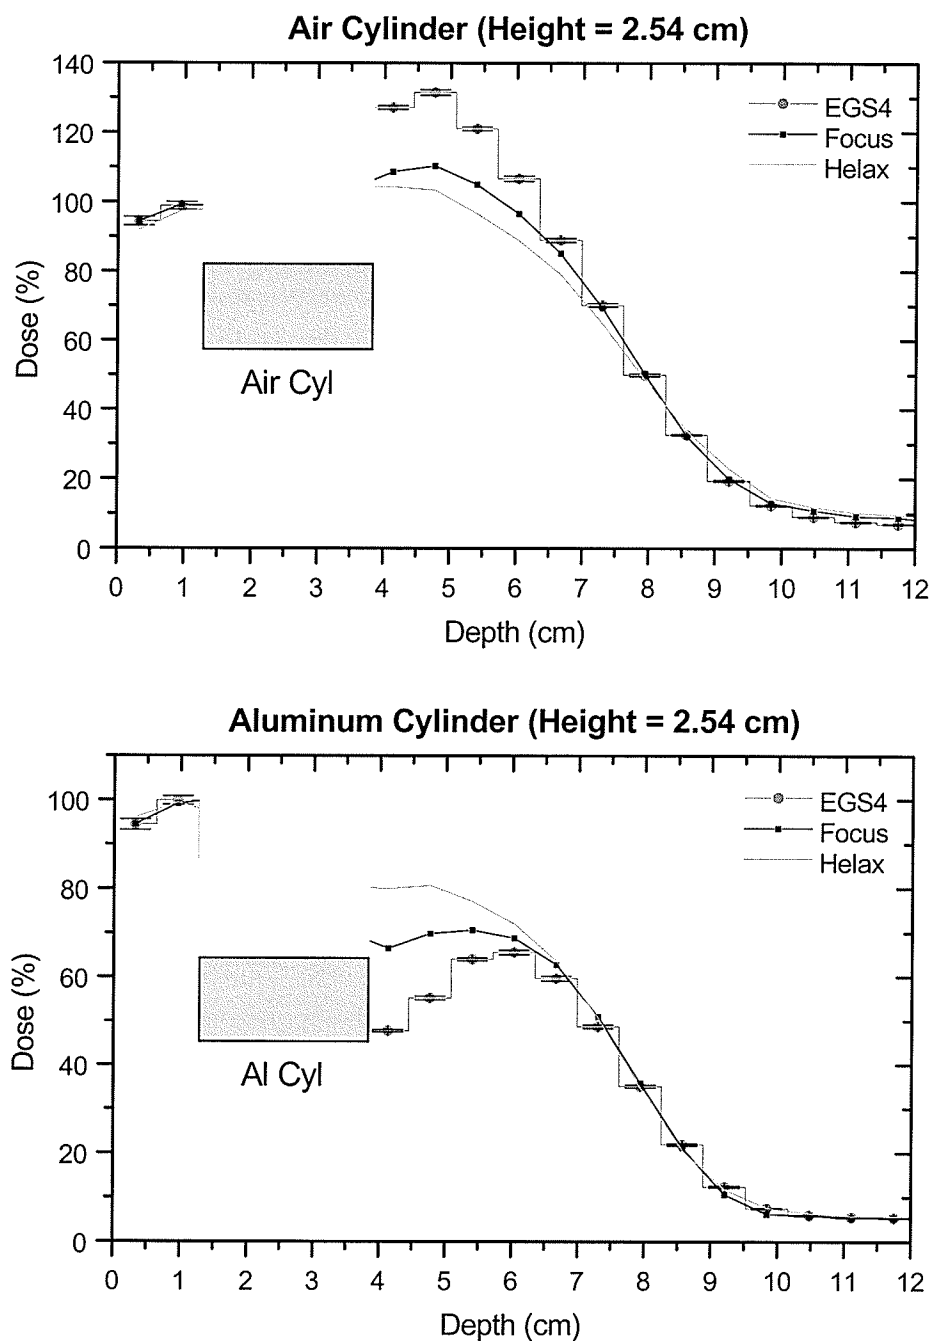 Air Cylinder (Height = 2.54 cm)
140
120
100
80
60
40
20
0
Dose (%)
EGS4
Focus
Helax
Air Cyl
0 1 2 3 4 5 6 7 8 9 10 11 12
Depth (cm)
Aluminum Cylinder (Height = 2.54 cm)
100
80
60
40
20
0
Dose (%)
EGS4
Focus
Helax
Al Cyl
0 1 2 3 4 5 6 7 8 9 10 11 12
Depth (cm)